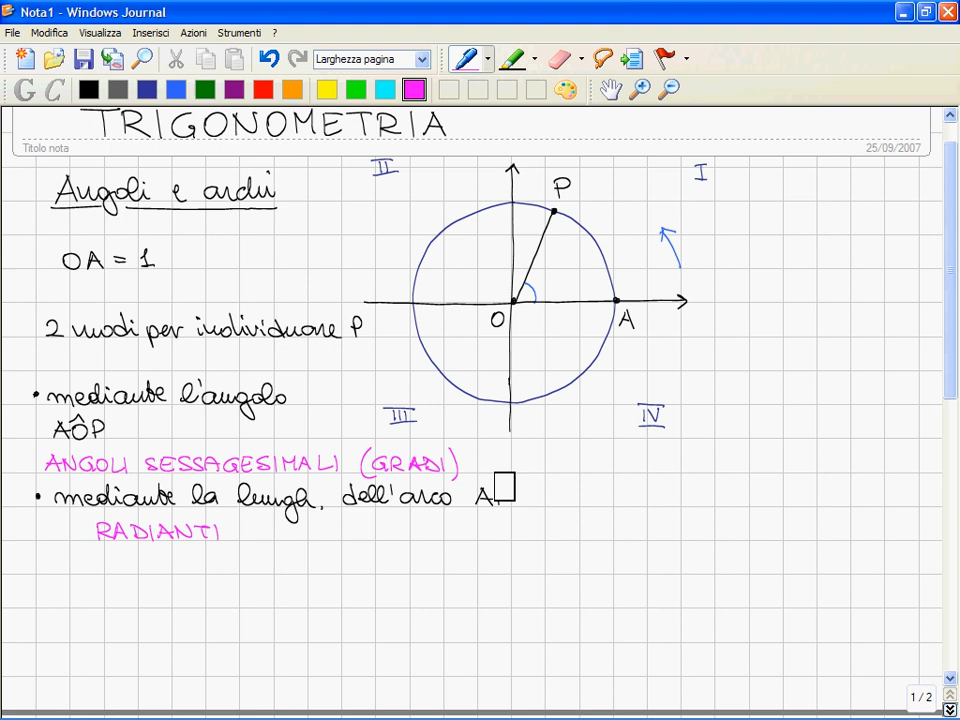 Nota1 - Windows Journal
File Modifica Visualizza Inserisci Azioni Strumenti ?
Larghezza pagina
G C
TRIGONOMETRIA
Titolo nota 25/09/2007
II I
Angoli e archi
P
OA = 1
O A
2 modi per individuare P
• mediante l'angolo
III IV
AÔP
ANGOLI SESSAGESIMALI (GRADI)
• mediante la lungh. dell'arco A
RADIANTI
1 / 2